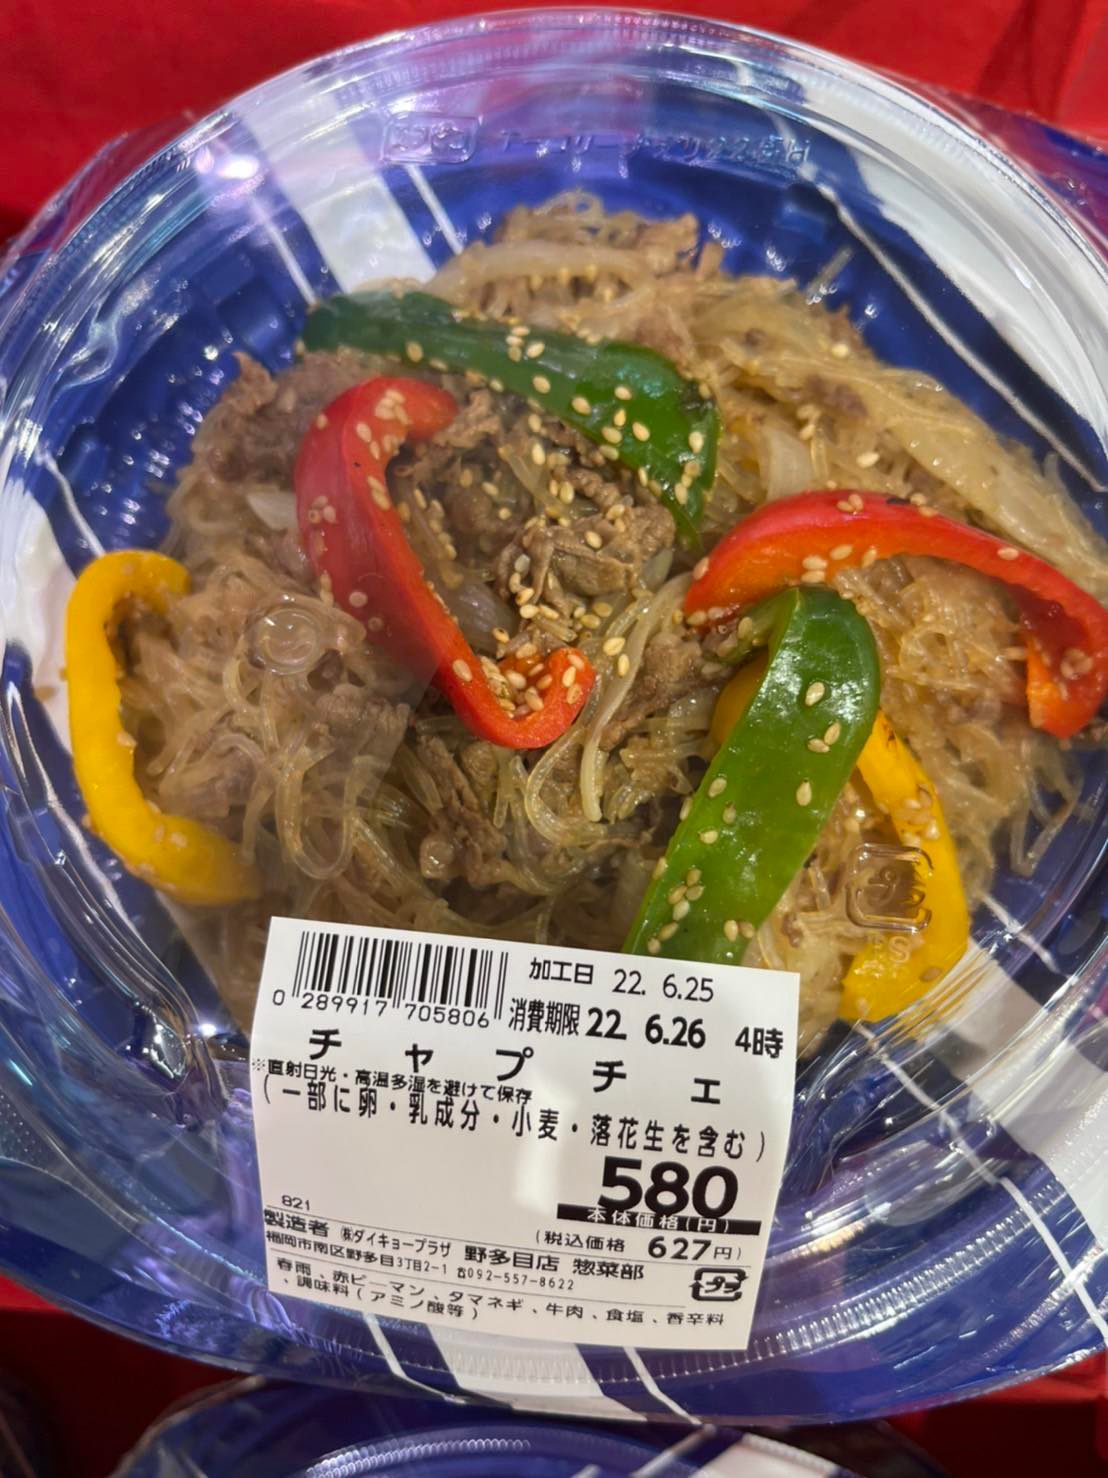 加工日 22. 6.25
0 289917 705806
消費期限 22. 6.26 4時
チャプチェ
※直射日光・高温多湿を避けて保存
(一部に卵・乳成分・小麦・落花生を含む)
580
本体価格(円)
(税込価格 627円)
821
製造者 ㈱ダイキョープラザ 野多目店 惣菜部
福岡市南区野多目3丁目2-1 ☎092-557-8622
プラ
春雨、赤ピーマン、タマネギ、牛肉、食塩、香辛料
、調味料(アミノ酸等)
PS